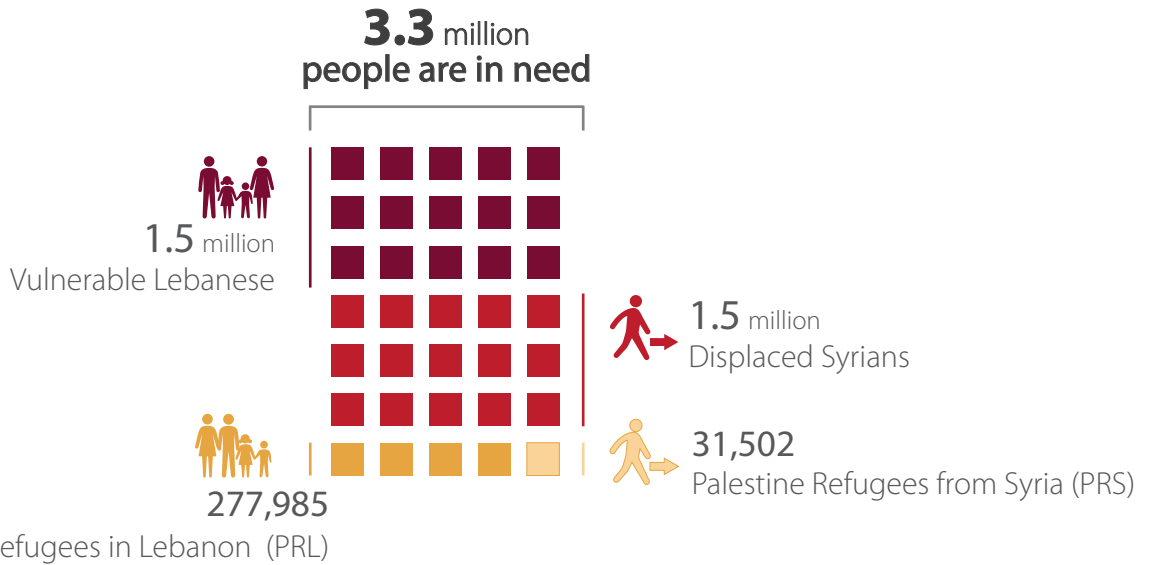 3.3 million
people are in need
1.5 million
Vulnerable Lebanese
1.5 million
Displaced Syrians
31,502
Palestine Refugees from Syria (PRS)
277,985
efugees in Lebanon (PRL)